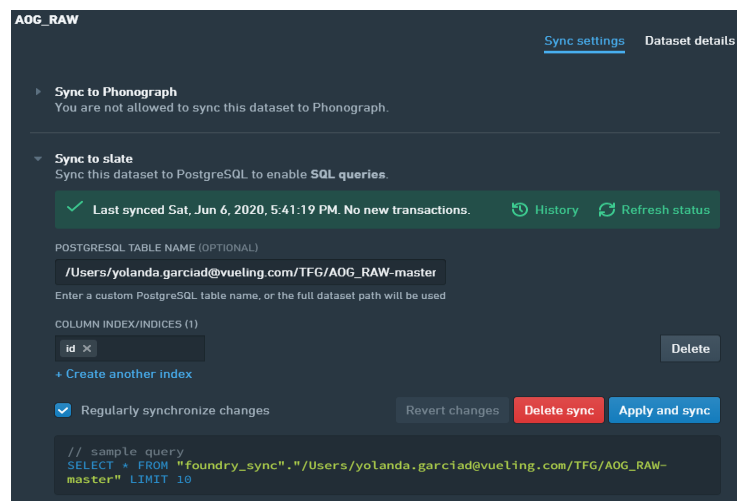 AOG_RAW
Sync settings Dataset details
Sync to Phonograph
You are not allowed to sync this dataset to Phonograph.
Sync to slate
Sync this dataset to PostgreSQL to enable SQL queries.
Last synced Sat, Jun 6, 2020, 5:41:19 PM. No new transactions. History Refresh status
POSTGRESQL TABLE NAME (OPTIONAL)
/Users/yolanda.garciad@vueling.com/TFG/AOG_RAW-master
Enter a custom PostgreSQL table name, or the full dataset path will be used
COLUMN INDEX/INDICES (1)
id × Delete
+ Create another index
Regularly synchronize changes Revert changes Delete sync Apply and sync
// sample query
SELECT * FROM "foundry_sync"."/Users/yolanda.garciad@vueling.com/TFG/AOG_RAW-
master" LIMIT 10